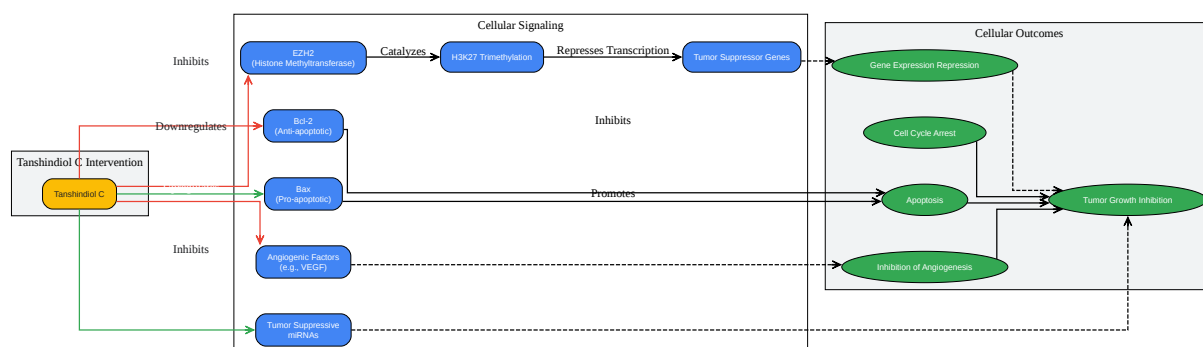 Cellular Signaling
Cellular Outcomes
Inhibits
EZH2
(Histone Methyltransferase)
Catalyzes
H3K27 Trimethylation
Represses Transcription
Tumor Suppressor Genes
Gene Expression Repression
Downregulates
Bcl-2
(Anti-apoptotic)
Inhibits
Cell Cycle Arrest
Tanshindiol C Intervention
Tanshindiol C
Bax
(Pro-apoptotic)
Promotes
Apoptosis
Tumor Growth Inhibition
Inhibits
Angiogenic Factors
(e.g., VEGF)
Inhibition of Angiogenesis
Tumor Suppressive
miRNAs